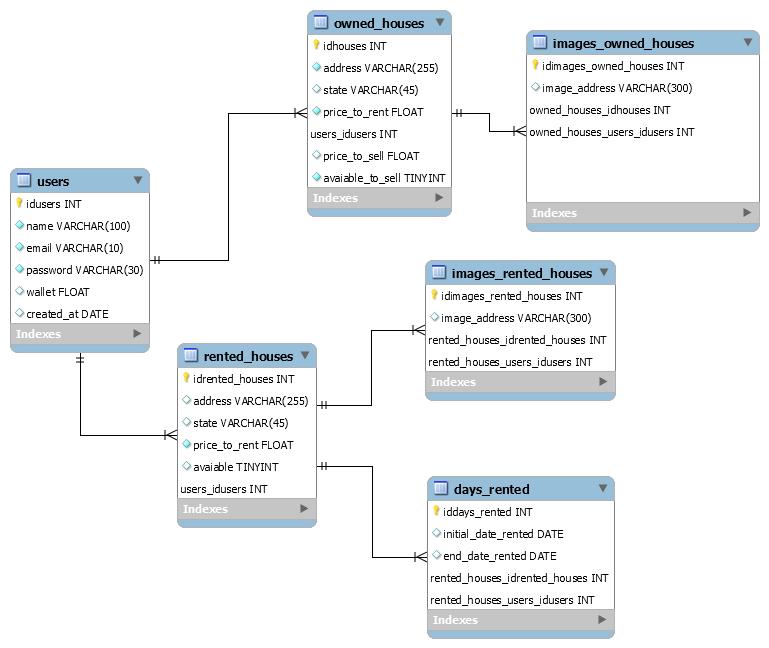 owned_houses
idhouses INT
address VARCHAR(255)
state VARCHAR(45)
price_to_rent FLOAT
users_idusers INT
price_to_sell FLOAT
avaiable_to_sell TINYINT
Indexes
images_owned_houses
idimages_owned_houses INT
image_address VARCHAR(300)
owned_houses_idhouses INT
owned_houses_users_idusers INT
Indexes
users
idusers INT
name VARCHAR(100)
email VARCHAR(10)
password VARCHAR(30)
wallet FLOAT
created_at DATE
Indexes
images_rented_houses
idimages_rented_houses INT
image_address VARCHAR(300)
rented_houses_idrented_houses INT
rented_houses_users_idusers INT
Indexes
rented_houses
idrented_houses INT
address VARCHAR(255)
state VARCHAR(45)
price_to_rent FLOAT
avaiable TINYINT
users_idusers INT
Indexes
days_rented
iddays_rented INT
initial_date_rented DATE
end_date_rented DATE
rented_houses_idrented_houses INT
rented_houses_users_idusers INT
Indexes